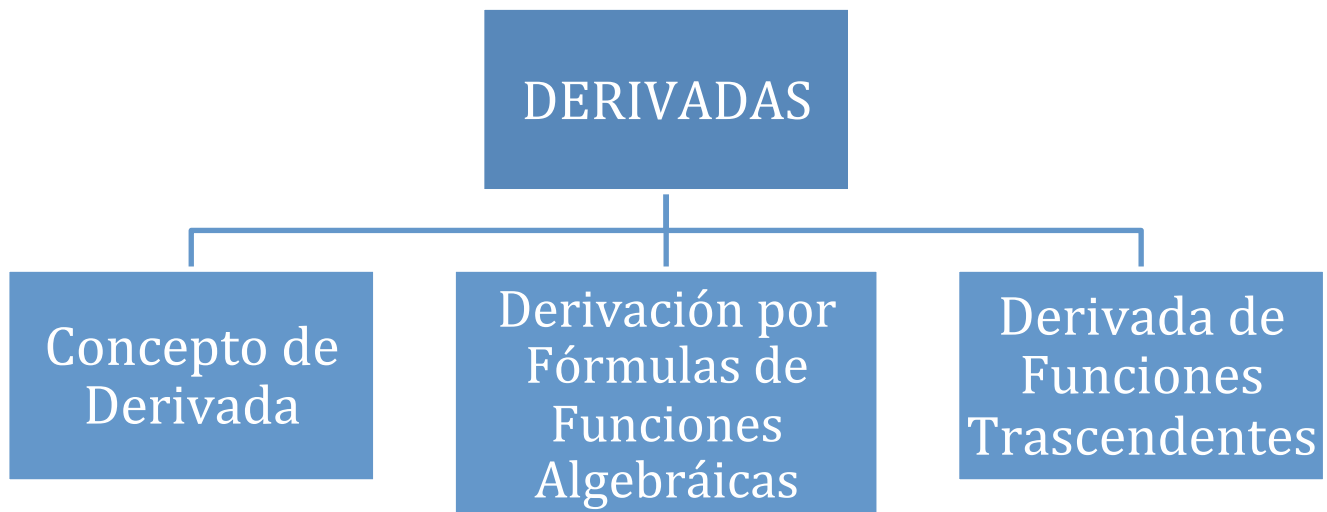 DERIVADAS
Concepto de
Derivada
Derivación por
Fórmulas de
Funciones
Algebráicas
Derivada de
Funciones
Trascendentes